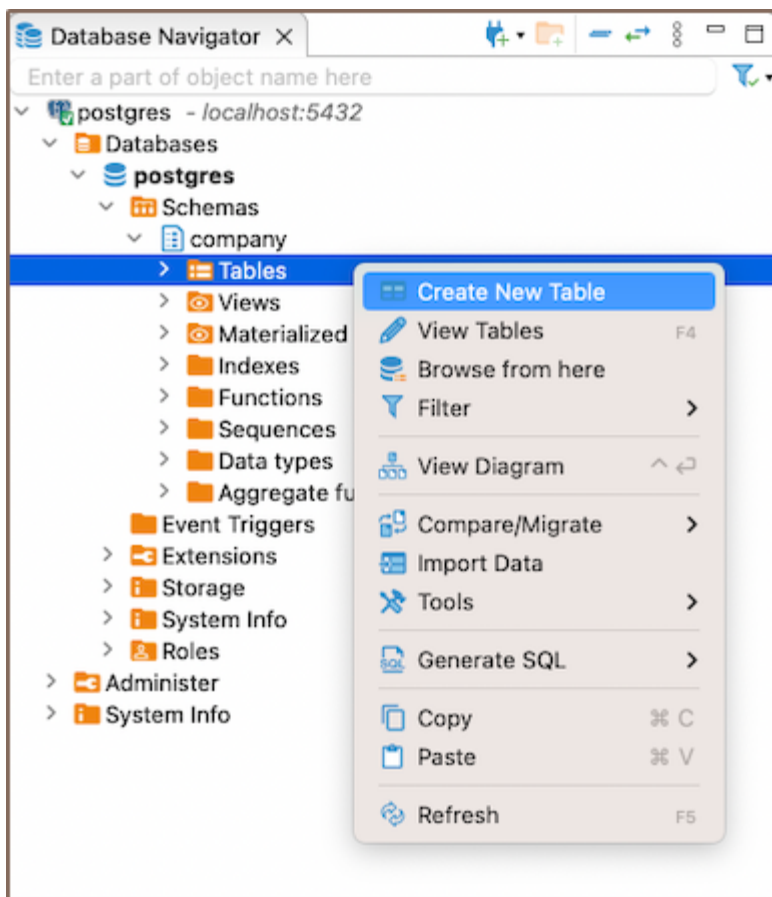 Database Navigator
Enter a part of object name here
postgres - localhost:5432
Databases
postgres
Schemas
company
Tables
Views
Materialized
Indexes
Functions
Sequences
Data types
Aggregate fu
Event Triggers
Extensions
Storage
System Info
Roles
Administer
System Info
Create New Table
View Tables F4
Browse from here
Filter
View Diagram ^ ↩
Compare/Migrate
Import Data
Tools
SQL Generate SQL
Copy ⌘ C
Paste ⌘ V
Refresh F5